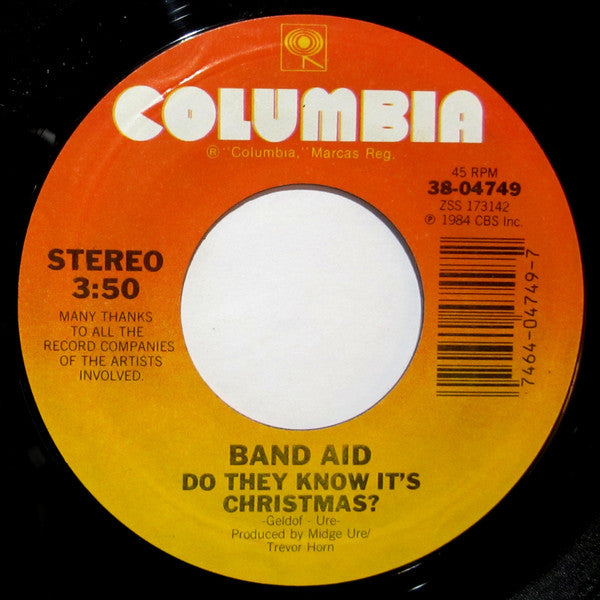 COLUMBIA
® "Columbia," Marcas Reg.
45 RPM
38-04749
ZSS 173142
℗ 1984 CBS Inc.
STEREO
3:50
MANY THANKS
TO ALL THE
RECORD COMPANIES
OF THE ARTISTS
INVOLVED.
7464-04749-7
BAND AID
DO THEY KNOW IT'S
CHRISTMAS?
-Geldof - Ure-
Produced by Midge Ure/
Trevor Horn